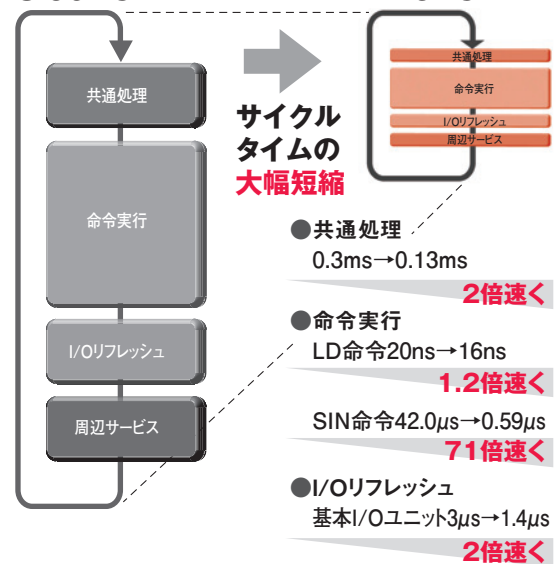 共通処理
命令実行
I/Oリフレッシュ
周辺サービス
サイクル
タイムの
大幅短縮
共通処理
命令実行
I/Oリフレッシュ
周辺サービス
●共通処理
0.3ms→0.13ms
2倍速く
●命令実行
LD命令20ns→16ns
1.2倍速く
SIN命令42.0μs→0.59μs
71倍速く
●I/Oリフレッシュ
基本I/Oユニット3μs→1.4μs
2倍速く